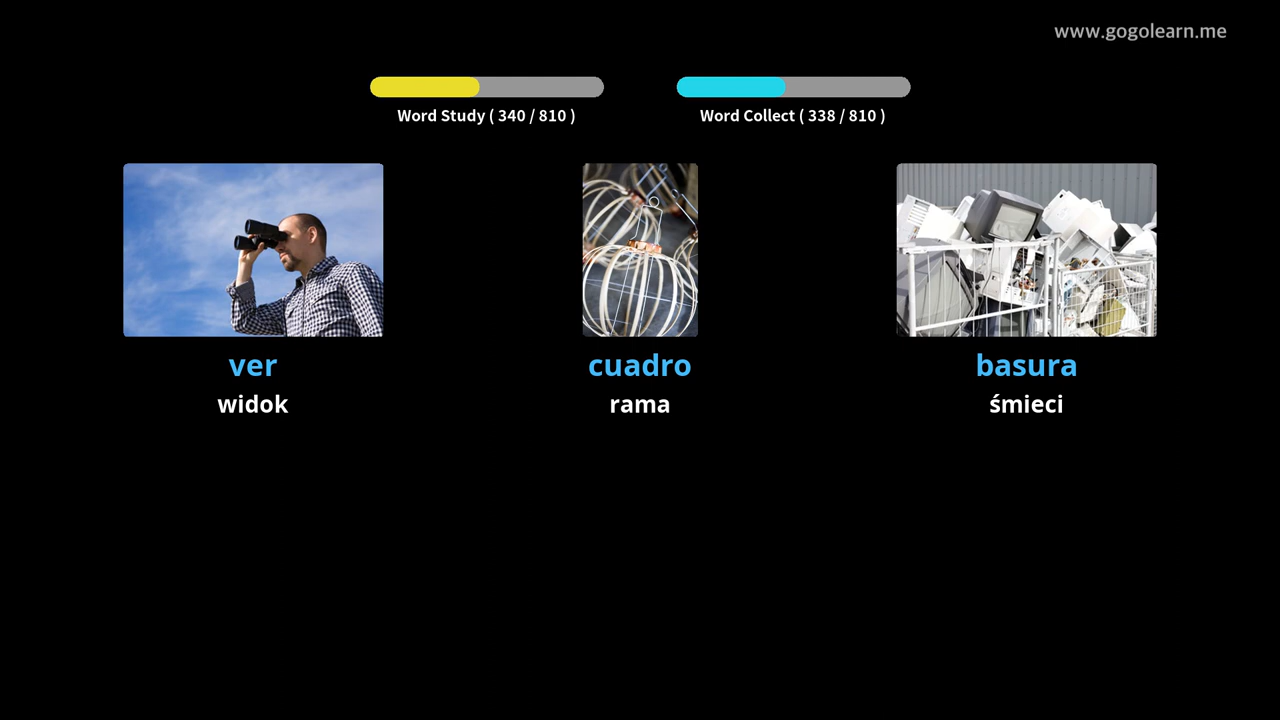 www.gogolearn.me
Word Study ( 340 / 810 )
Word Collect ( 338 / 810 )
ver
cuadro
basura
widok
rama
śmieci